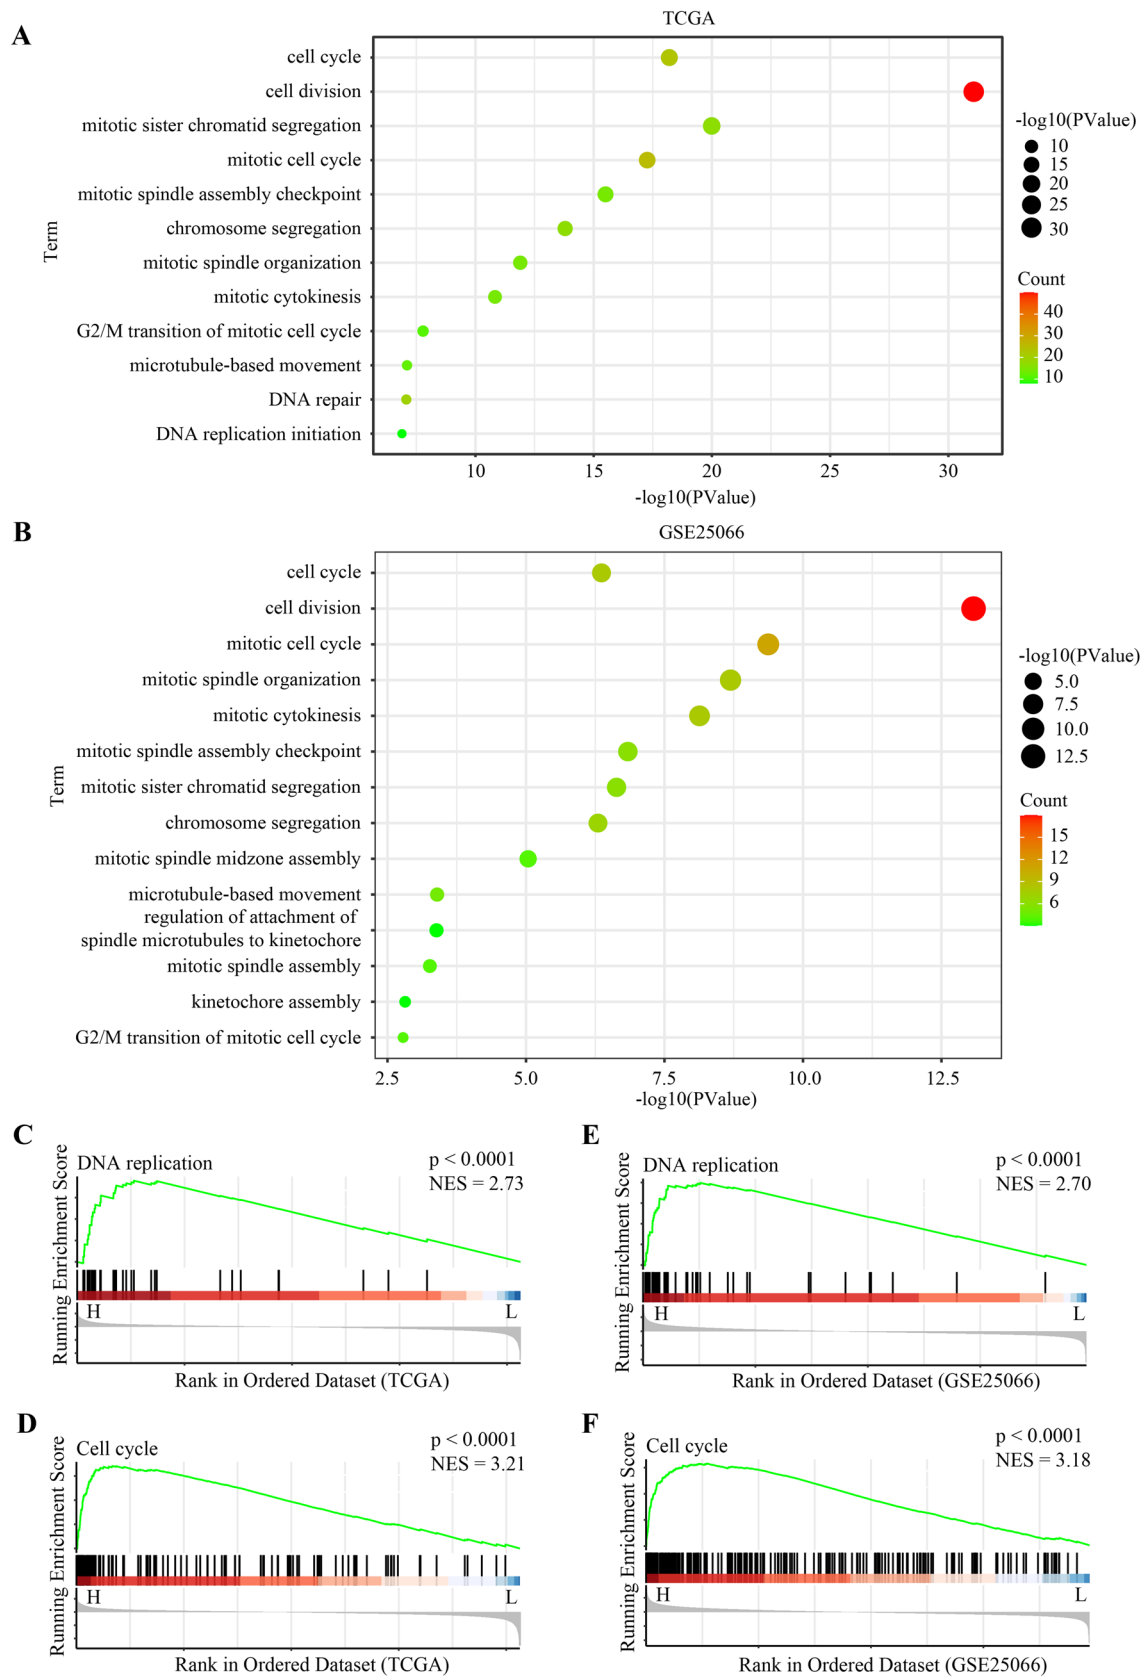 A
TCGA
cell cycle
cell division
mitotic sister chromatid segregation
mitotic cell cycle
mitotic spindle assembly checkpoint
chromosome segregation
mitotic spindle organization
mitotic cytokinesis
G2/M transition of mitotic cell cycle
microtubule-based movement
DNA repair
DNA replication initiation
Term
10 15 20 25 30
-log10(PValue)
-log10(PValue)
10
15
20
25
30
Count
40
30
20
10
B
GSE25066
cell cycle
cell division
mitotic cell cycle
mitotic spindle organization
mitotic cytokinesis
mitotic spindle assembly checkpoint
mitotic sister chromatid segregation
chromosome segregation
mitotic spindle midzone assembly
microtubule-based movement
regulation of attachment of
spindle microtubules to kinetochore
mitotic spindle assembly
kinetochore assembly
G2/M transition of mitotic cell cycle
Term
2.5 5.0 7.5 10.0 12.5
-log10(PValue)
-log10(PValue)
5.0
7.5
10.0
12.5
Count
15
12
9
6
C
DNA replication
p < 0.0001
NES = 2.73
Running Enrichment Score
H L
Rank in Ordered Dataset (TCGA)
E
DNA replication
p < 0.0001
NES = 2.70
Running Enrichment Score
H L
Rank in Ordered Dataset (GSE25066)
D
Cell cycle
p < 0.0001
NES = 3.21
Running Enrichment Score
H L
Rank in Ordered Dataset (TCGA)
F
Cell cycle
p < 0.0001
NES = 3.18
Running Enrichment Score
H L
Rank in Ordered Dataset (GSE25066)